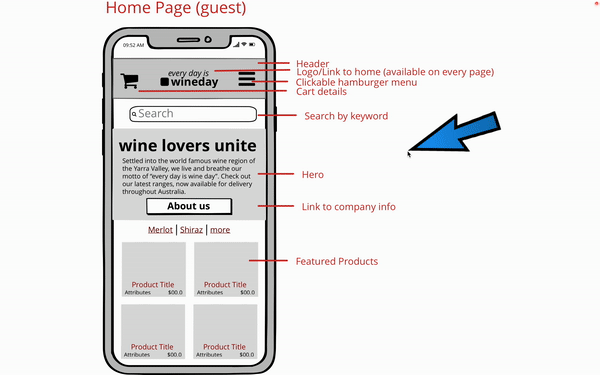 Home Page (guest)
09:52 AM
Header
every day is
Logo/Link to home (available on every page)
wineday
Clickable hamburger menu
Cart details
Search
Search by keyword
wine lovers unite
Settled into the world famous wine region of
the Yarra Valley, we live and breathe our
motto of "every day is wine day". Check out
our latest ranges, now available for delivery
throughout Australia.
Hero
About us
Link to company info
Merlot | Shiraz | more
Featured Products
Product Title Product Title
Attributes $00.0 Attributes $00.0
Product Title Product Title
Attributes $00.0 Attributes $00.0